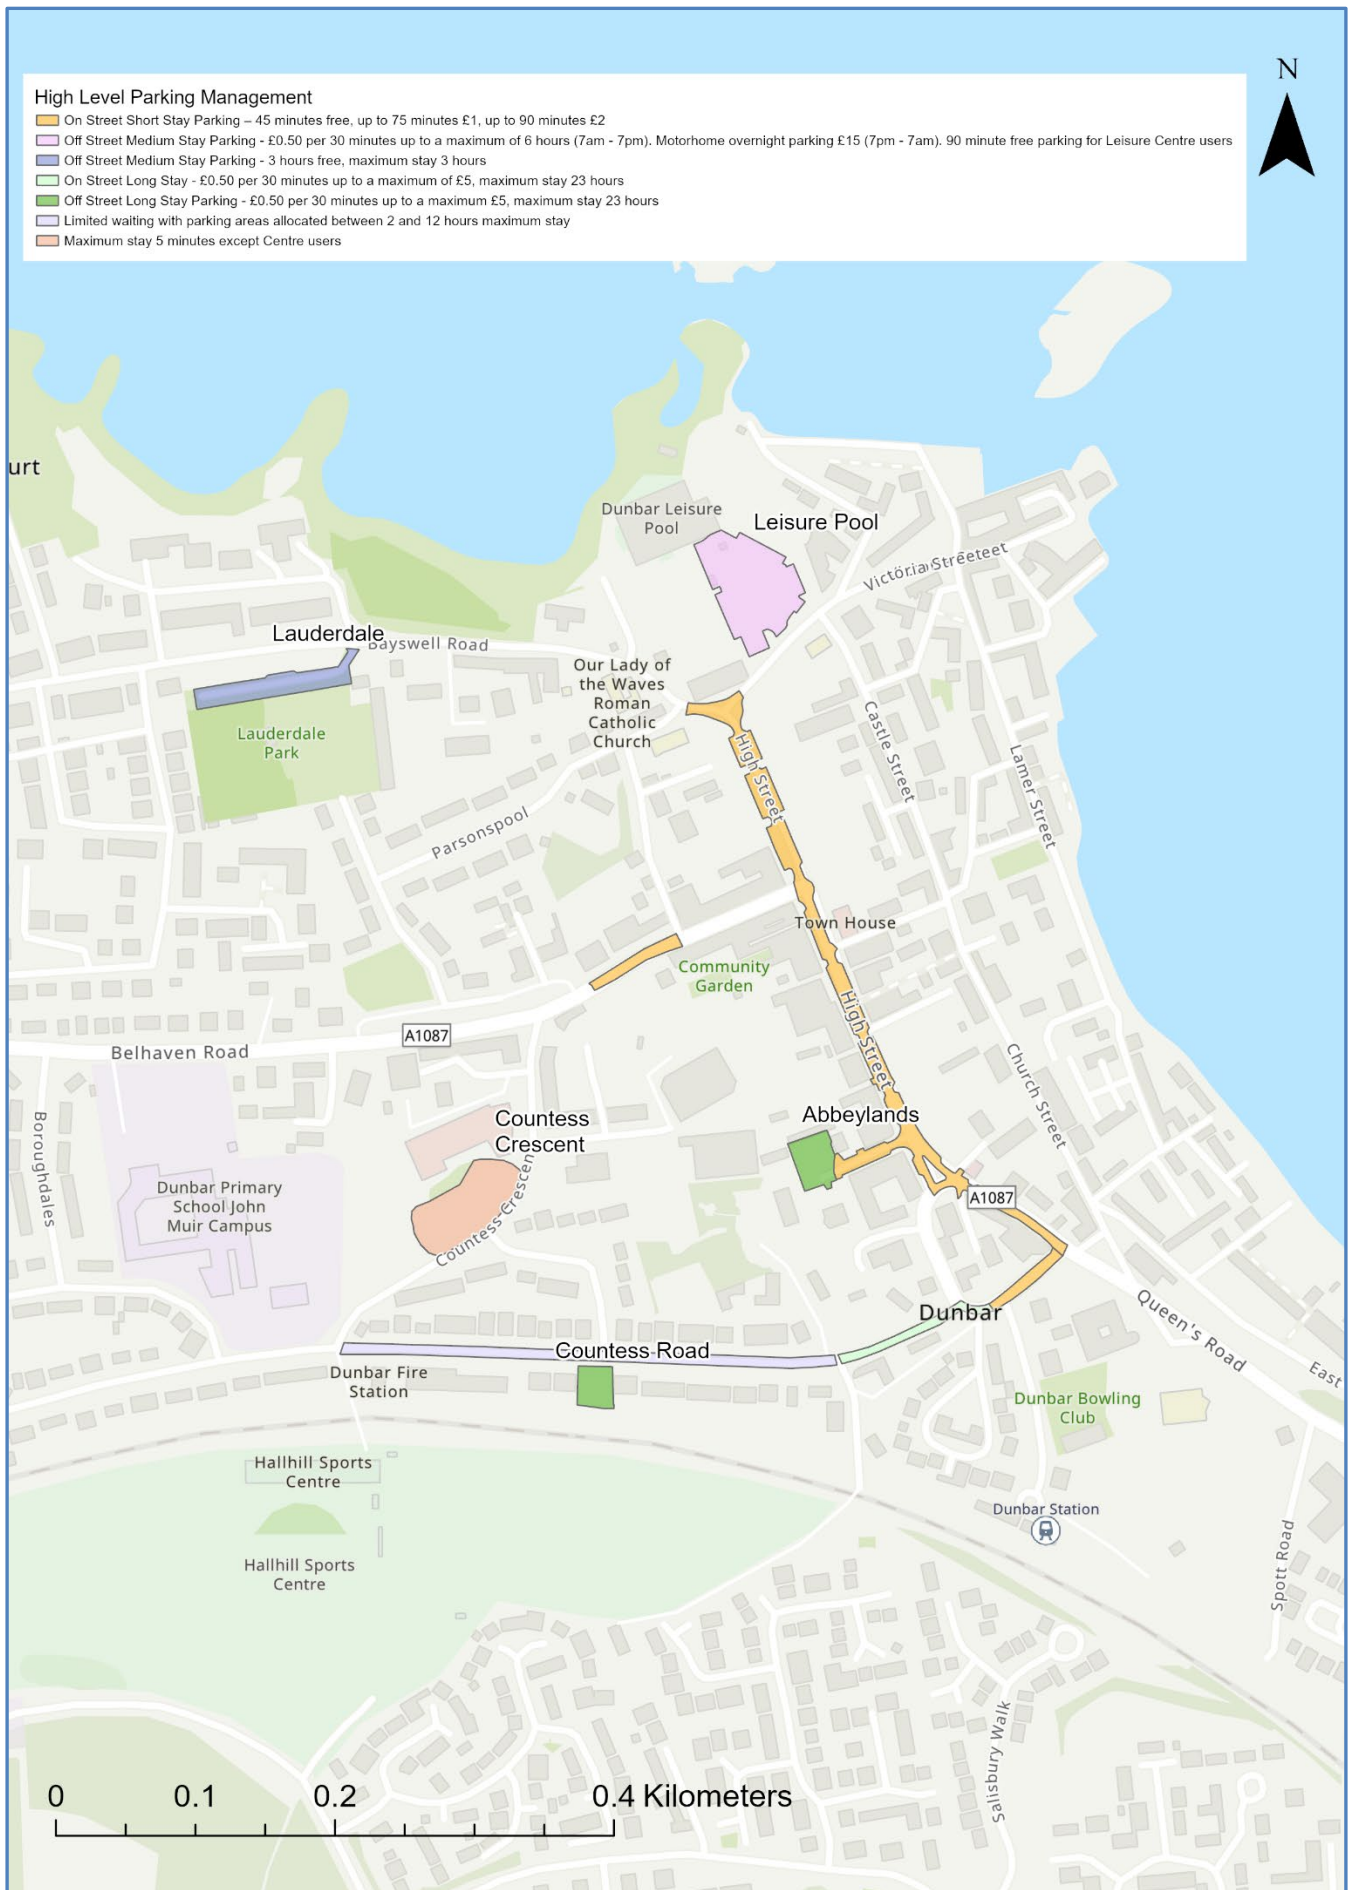 N
High Level Parking Management
On Street Short Stay Parking – 45 minutes free, up to 75 minutes £1, up to 90 minutes £2
Off Street Medium Stay Parking - £0.50 per 30 minutes up to a maximum of 6 hours (7am - 7pm). Motorhome overnight parking £15 (7pm - 7am). 90 minute free parking for Leisure Centre users
Off Street Medium Stay Parking - 3 hours free, maximum stay 3 hours
On Street Long Stay - £0.50 per 30 minutes up to a maximum of £5, maximum stay 23 hours
Off Street Long Stay Parking - £0.50 per 30 minutes up to a maximum £5, maximum stay 23 hours
Limited waiting with parking areas allocated between 2 and 12 hours maximum stay
Maximum stay 5 minutes except Centre users
urt
Dunbar Leisure
Pool
Leisure Pool
Victoria Street
Lauderdale
Bayswell Road
Our Lady of
the Waves
Roman
Catholic
Church
Lauderdale
Park
High Street
Castle Street
Lamer Street
Parsonspool
Town House
Community
Garden
High Street
A1087
Belhaven Road
Church Street
Boroughdales
Countess
Crescent
Abbeylands
Dunbar Primary
School John
Muir Campus
Countess Crescent
A1087
Dunbar
Queen's Road
East
Countess Road
Dunbar Fire
Station
Dunbar Bowling
Club
Hallhill Sports
Centre
Dunbar Station
Spott Road
Hallhill Sports
Centre
Salisbury Walk
0 0.1 0.2 0.4 Kilometers